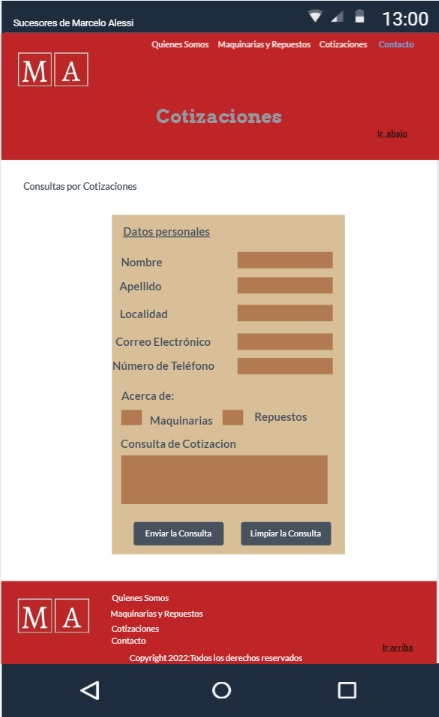 Sucesores de Marcelo Alessi
13:00
Quienes Somos Maquinarias y Repuestos Cotizaciones Contacto
M A
Cotizaciones
Ir abajo
Consultas por Cotizaciones
Datos personales
Nombre
Apellido
Localidad
Correo Electrónico
Número de Teléfono
Acerca de:
Maquinarias Repuestos
Consulta de Cotizacion
Enviar la Consulta Limpiar la Consulta
M A
Quienes Somos
Maquinarias y Repuestos
Cotizaciones
Contacto
Ir arriba
Copyright 2022:Todos los derechos reservados